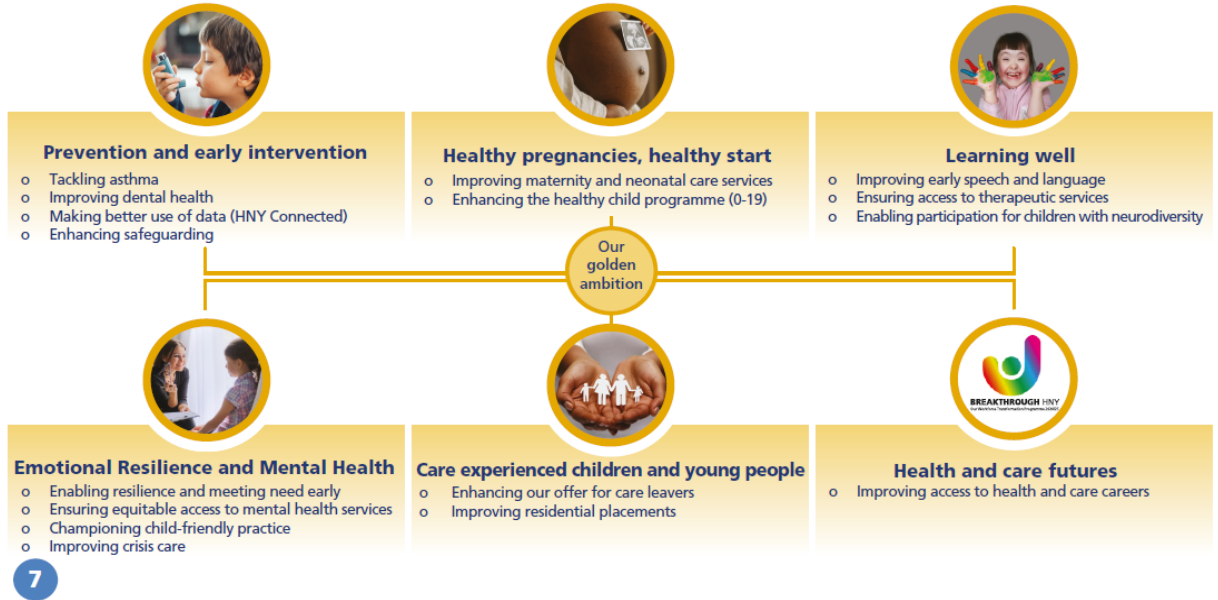 Prevention and early intervention
o Tackling asthma
o Improving dental health
o Making better use of data (HNY Connected)
o Enhancing safeguarding
Healthy pregnancies, healthy start
o Improving maternity and neonatal care services
o Enhancing the healthy child programme (0-19)
Learning well
o Improving early speech and language
o Ensuring access to therapeutic services
o Enabling participation for children with neurodiversity
Our
golden
ambition
Emotional Resilience and Mental Health
o Enabling resilience and meeting need early
o Ensuring equitable access to mental health services
o Championing child-friendly practice
o Improving crisis care
Care experienced children and young people
o Enhancing our offer for care leavers
o Improving residential placements
BREAKTHROUGH HNY
Our Workforce Transformation Programme
Health and care futures
o Improving access to health and care careers
7